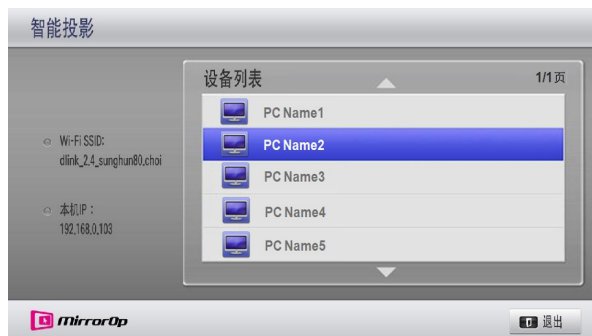 智能投影
设备列表
1/1页
PC Name1
PC Name2
PC Name3
PC Name4
PC Name5
Wi-Fi SSID:
dlink_2.4_sunghun80.choi
本机IP：
192.168.0.103
MirrorOp
退出